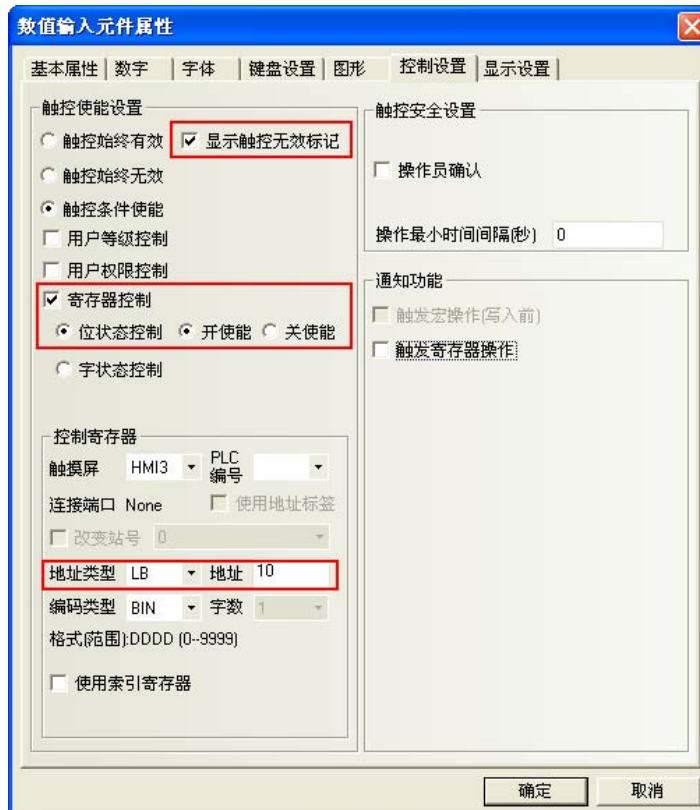 数值输入元件属性
基本属性 数字 字体 键盘设置 图形 控制设置 显示设置
触控使能设置
触控始终有效 显示触控无效标记
触控始终无效
触控条件使能
用户等级控制
用户权限控制
寄存器控制
位状态控制 开使能 关使能
字状态控制
控制寄存器
触摸屏 HMI3 PLC编号
连接端口 None 使用地址标签
改变站号 0
地址类型 LB 地址 10
编码类型 BIN 字数 1
格式(范围):DDDD (0--9999)
使用索引寄存器
触控安全设置
操作员确认
操作最小时间间隔(秒) 0
通知功能
触发宏操作(写入前)
触发寄存器操作
确定 取消